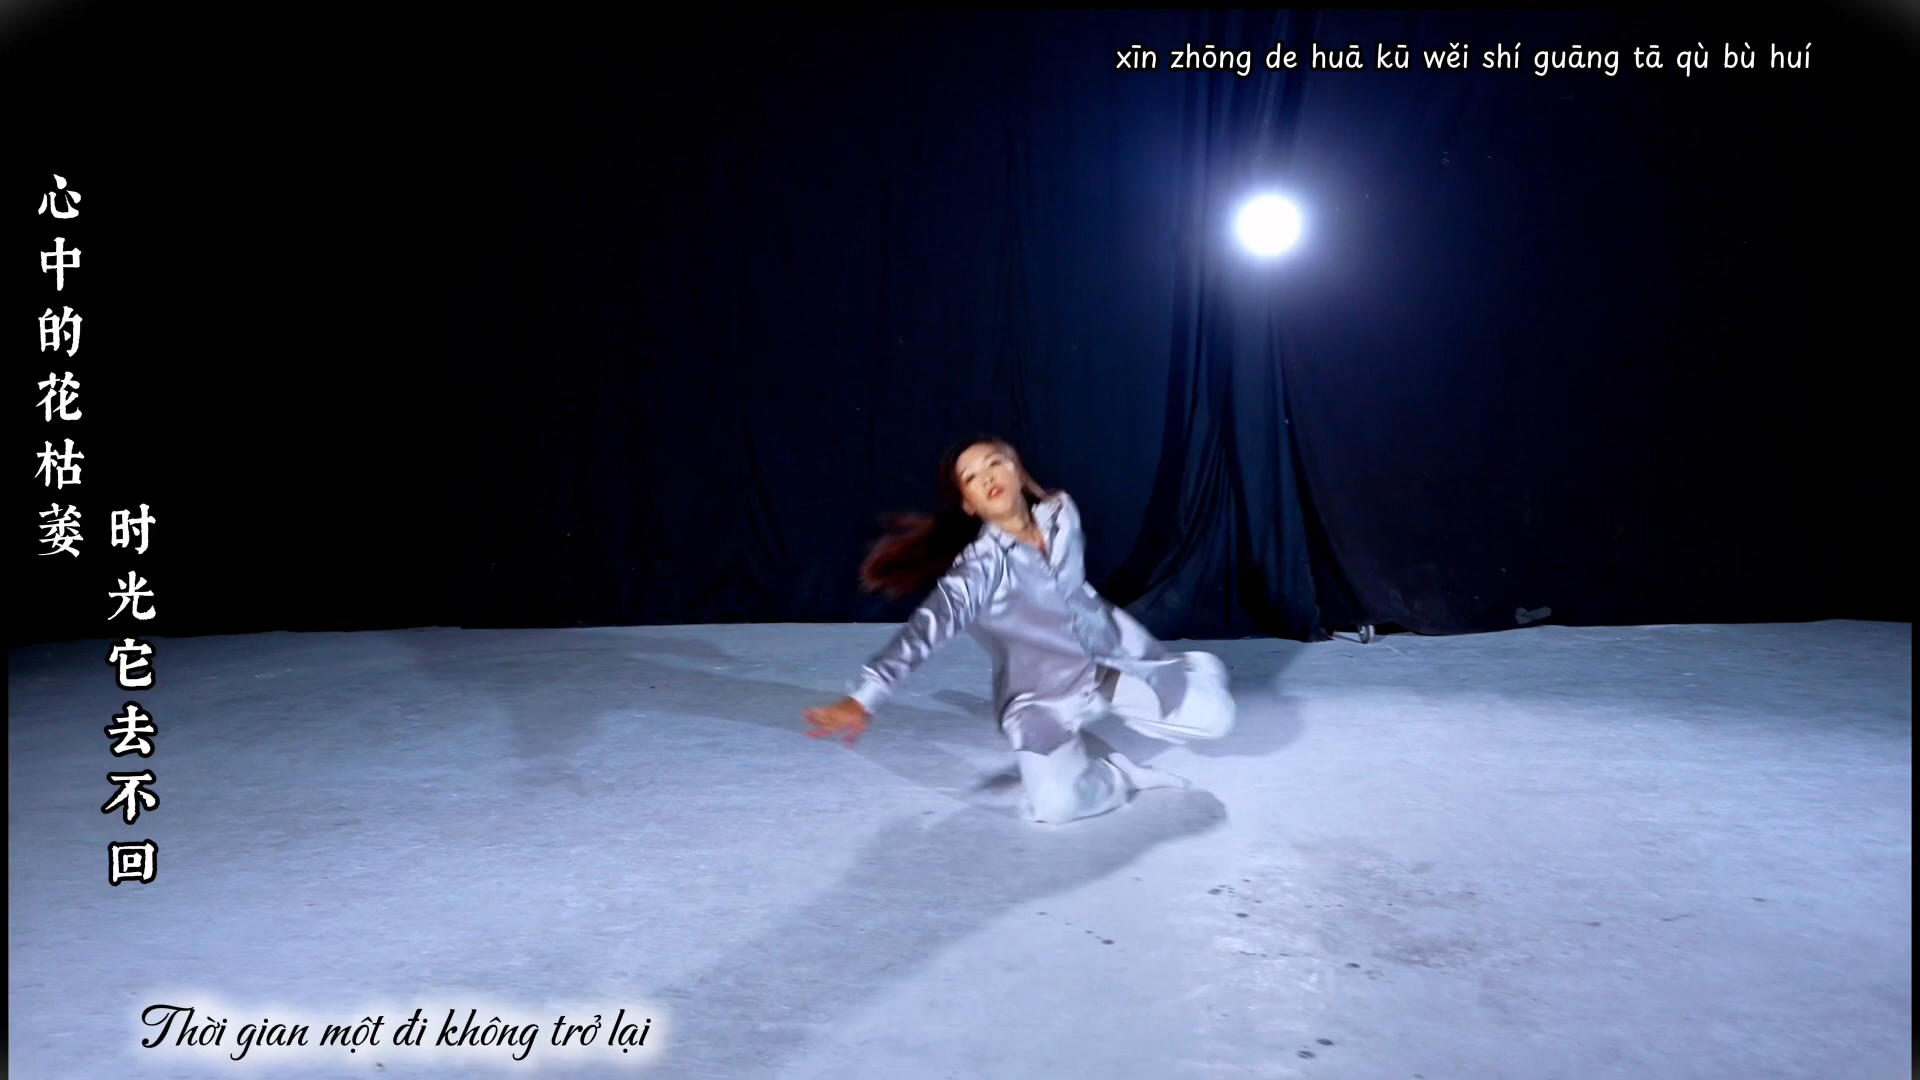 xīn zhōng de huā kū wěi shí guāng tā qù bù huí
心中的花枯萎
时光它去不回
Thời gian một đi không trở lại